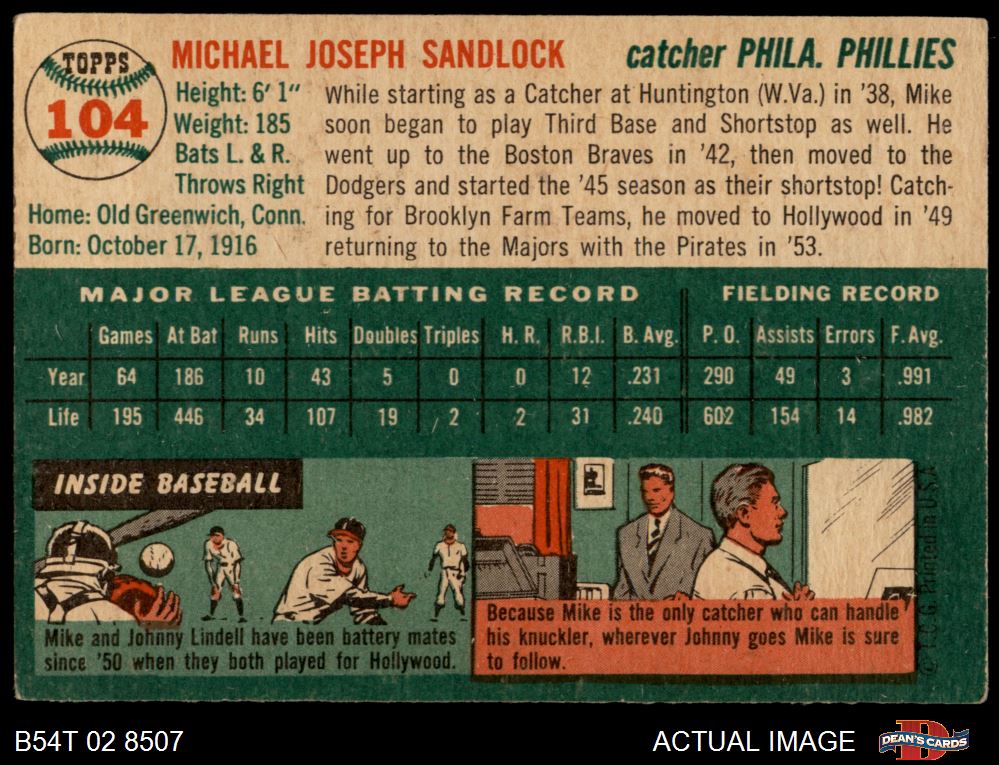 TOPPS
104
MICHAEL JOSEPH SANDLOCK
catcher PHILA. PHILLIES
Height: 6' 1"
Weight: 185
Bats L. & R.
Throws Right
Home: Old Greenwich, Conn.
Born: October 17, 1916
While starting as a Catcher at Huntington (W.Va.) in '38, Mike
soon began to play Third Base and Shortstop as well. He
went up to the Boston Braves in '42, then moved to the
Dodgers and started the '45 season as their shortstop! Catch-
ing for Brooklyn Farm Teams, he moved to Hollywood in '49
returning to the Majors with the Pirates in '53.
MAJOR LEAGUE BATTING RECORD FIELDING RECORD
Games At Bat Runs Hits Doubles Triples H. R. R.B.I. B. Avg. P. O. Assists Errors F. Avg.
Year 64 186 10 43 5 0 0 12 .231 290 49 3 .991
Life 195 446 34 107 19 2 2 31 .240 602 154 14 .982
INSIDE BASEBALL
Mike and Johnny Lindell have been battery mates
since '50 when they both played for Hollywood.
Because Mike is the only catcher who can handle
his knuckler, wherever Johnny goes Mike is sure
to follow.
© T.C.G. Printed in U.S.A
B54T 02 8507
ACTUAL IMAGE
D
DEAN'S CARDS